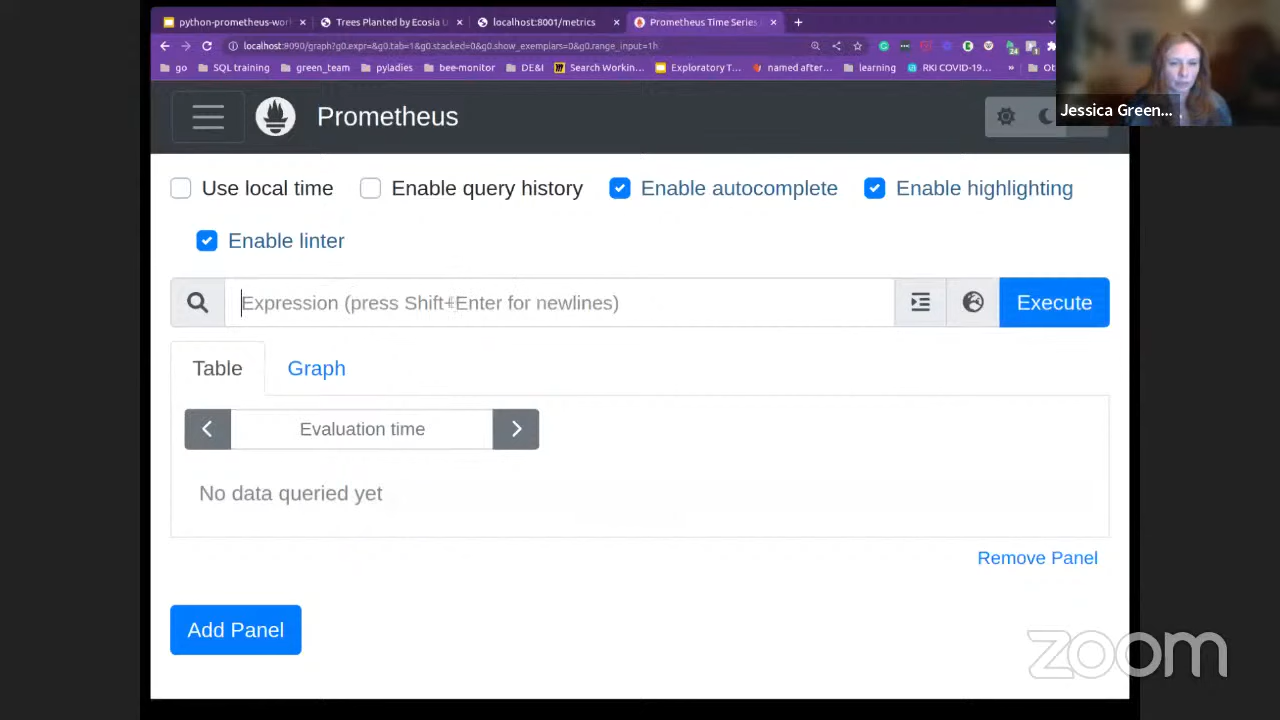 python-prometheus-wor
Trees Planted by Ecosia
localhost:8001/metrics
Prometheus Time Series
localhost:8090/graph?g0.expr=&g0.tab=1&g0.stacked=0&g0.show_exemplars=0&g0.range_input=1h
go
SQL training
green_team
pyladies
bee-monitor
DE&I
Search Workin...
Exploratory T...
named after...
learning
RKI COVID-19...
»
Jessica Green...
Prometheus
Use local time
Enable query history
Enable autocomplete
Enable highlighting
Enable linter
Expression (press Shift+Enter for newlines)
Execute
Table
Graph
Evaluation time
No data queried yet
Remove Panel
Add Panel
zoom